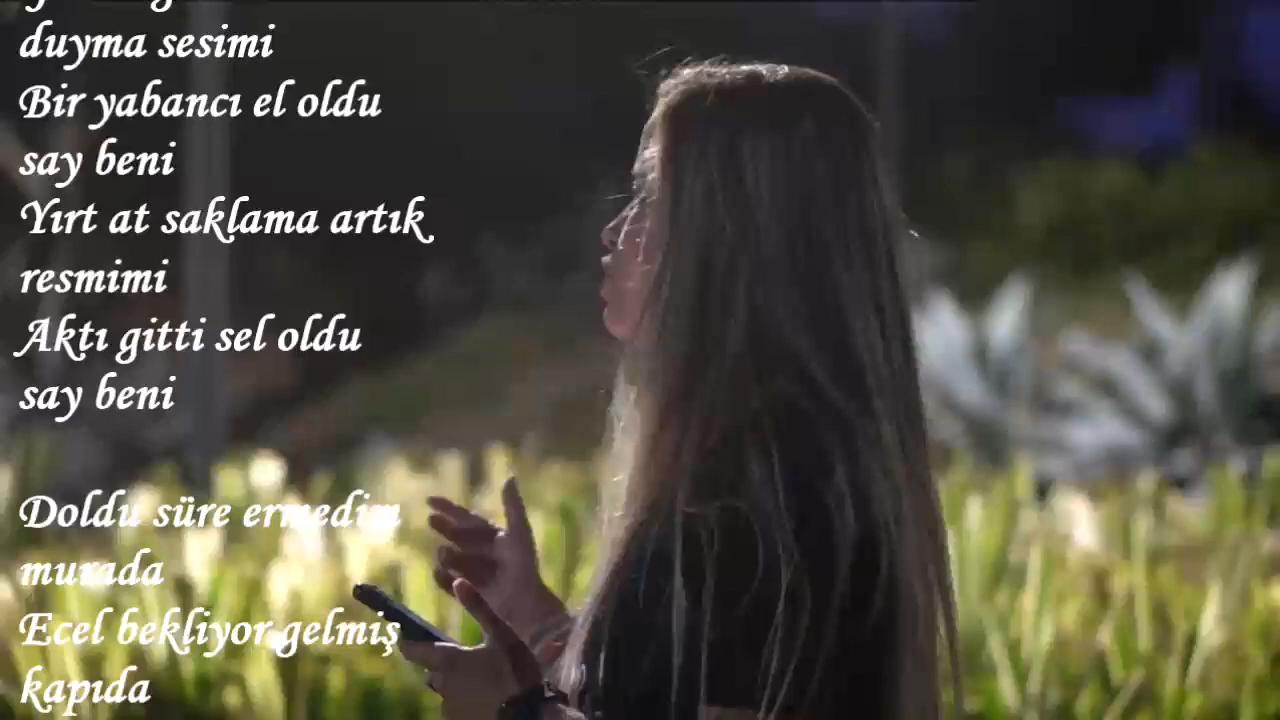 duyma sesimi
Bir yabancı el oldu
say beni
Yırt at saklama artık
resmimi
Aktı gitti sel oldu
say beni
Doldu süre ermedim
murada
Ecel bekliyor gelmiş
kapıda